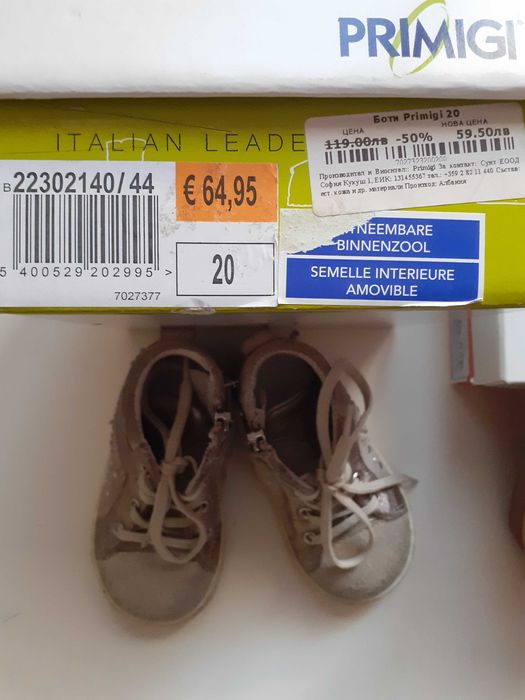 PRIMIGI
ITALIAN LEADE
Боти Primigi 20
ЦЕНА НОВА ЦЕНА
119.00лв -50% 59.50лв
7027323200200
Производител и Вносител: Primigi За контакт: Сунт ЕООД
София Кукуш 1, ЕИК: 131455367 тел.: +359 2 82 11 440 Състав:
ест. кожа и др. материали Произход: Албания
B 22302140/44
€ 64,95
5 400529 202995 >
20
7027377
NEEMBARE
BINNENZOOL
SEMELLE INTERIEURE
AMOVIBLE